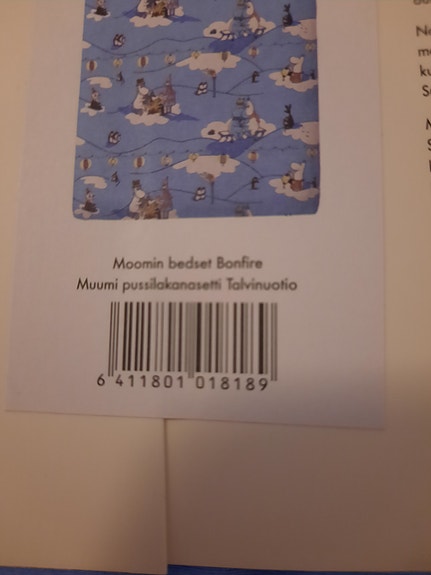 Moomin bedset Bonfire
Muumi pussilakanasetti Talvinuotio
6 411801 018189